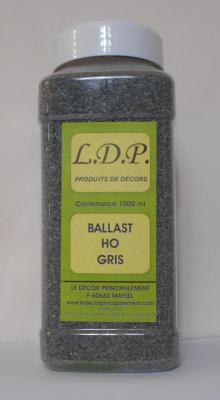 L.D.P.
PRODUITS DE DÉCORS
Contenance 1000 ml
BALLAST
HO
GRIS
LE DÉCOR PRINCIPALEMENT
F 60660 MAYSEL
www.ledecorprincipalement.com